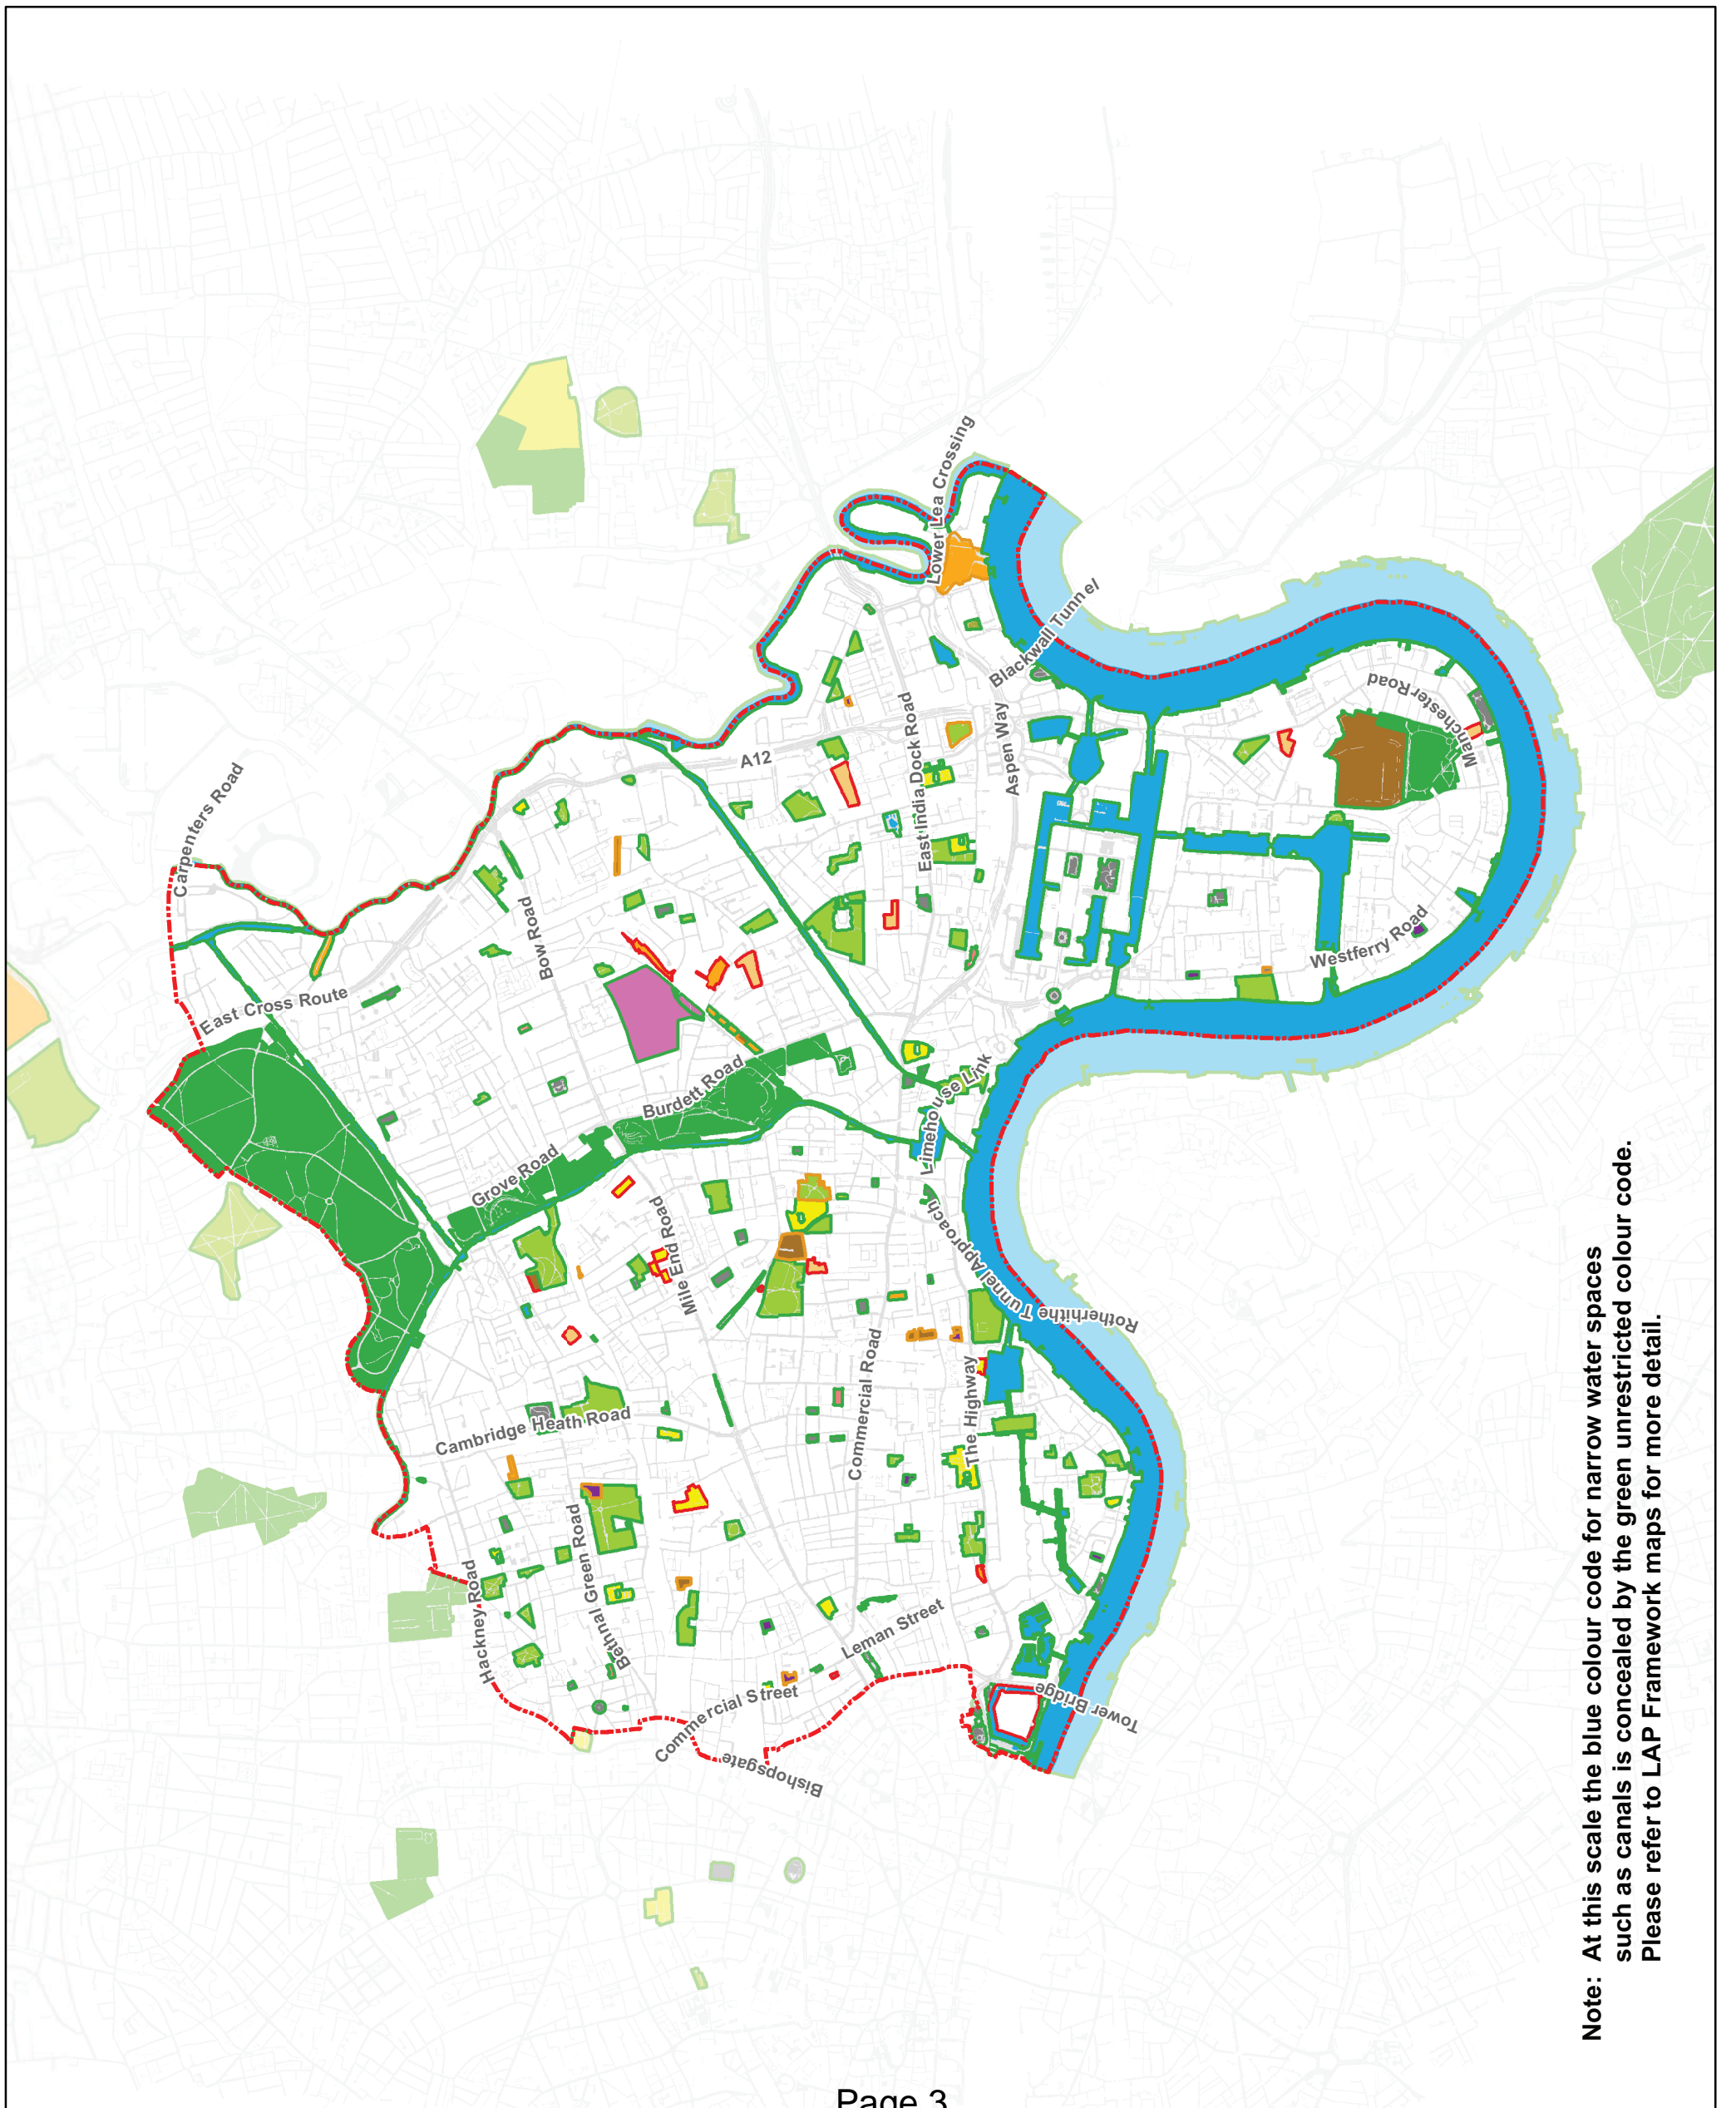 Carpenters Road
East Cross Route
Bow Road
A12
Lower Lea Crossing
Blackwall Tunnel
East India Dock Road
Aspen Way
Manchester Road
Westferry Road
Burdett Road
Grove Road
Limehouse Link
Mile End Road
Rotherhithe Tunnel Approach
Commercial Road
The Highway
Cambridge Heath Road
Bethnal Green Road
Hackney Road
Leman Street
Commercial Street
Bishopsgate
Tower Bridge
Note: At this scale the blue colour code for narrow water spaces
such as canals is concealed by the green unrestricted colour code.
Please refer to LAP Framework maps for more detail.
Page 3